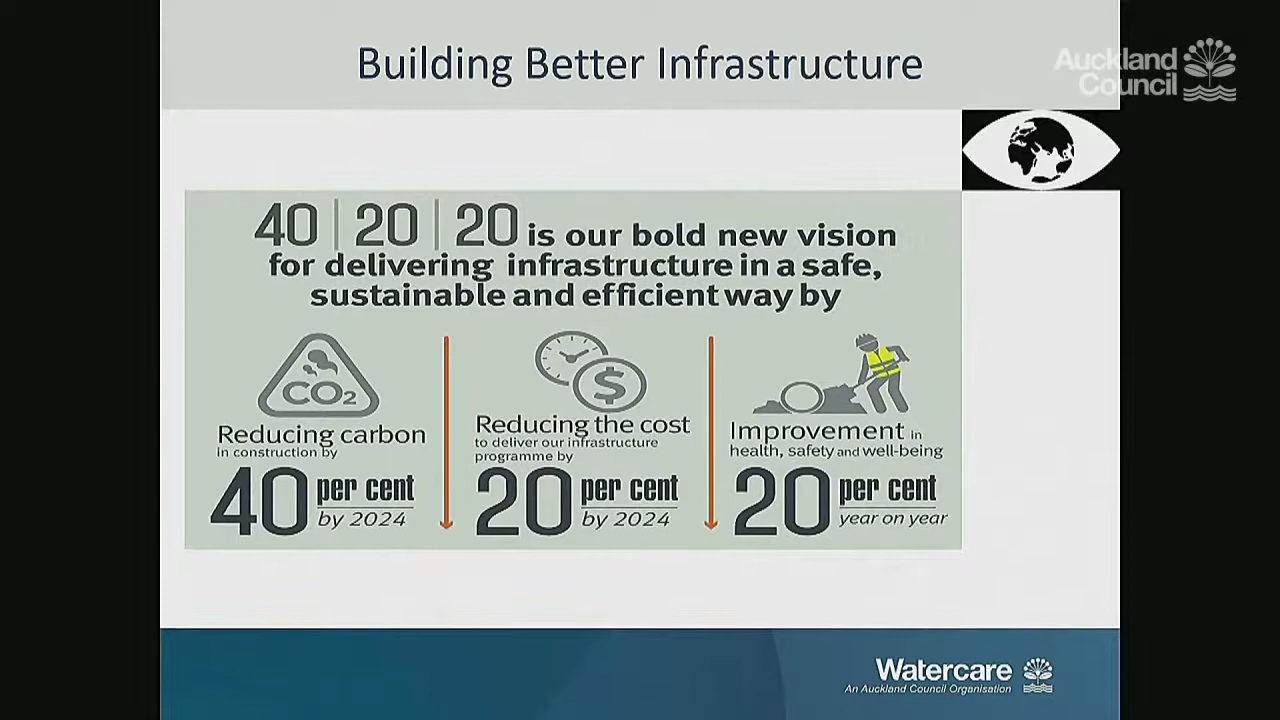 Building Better Infrastructure
Auckland
Council
40 | 20 | 20 is our bold new vision
for delivering infrastructure in a safe,
sustainable and efficient way by
CO2
Reducing carbon
in construction by
40 per cent
by 2024
$
Reducing the cost
to deliver our infrastructure
programme by
20 per cent
by 2024
Improvement in
health, safety and well-being
20 per cent
year on year
Watercare
An Auckland Council Organisation